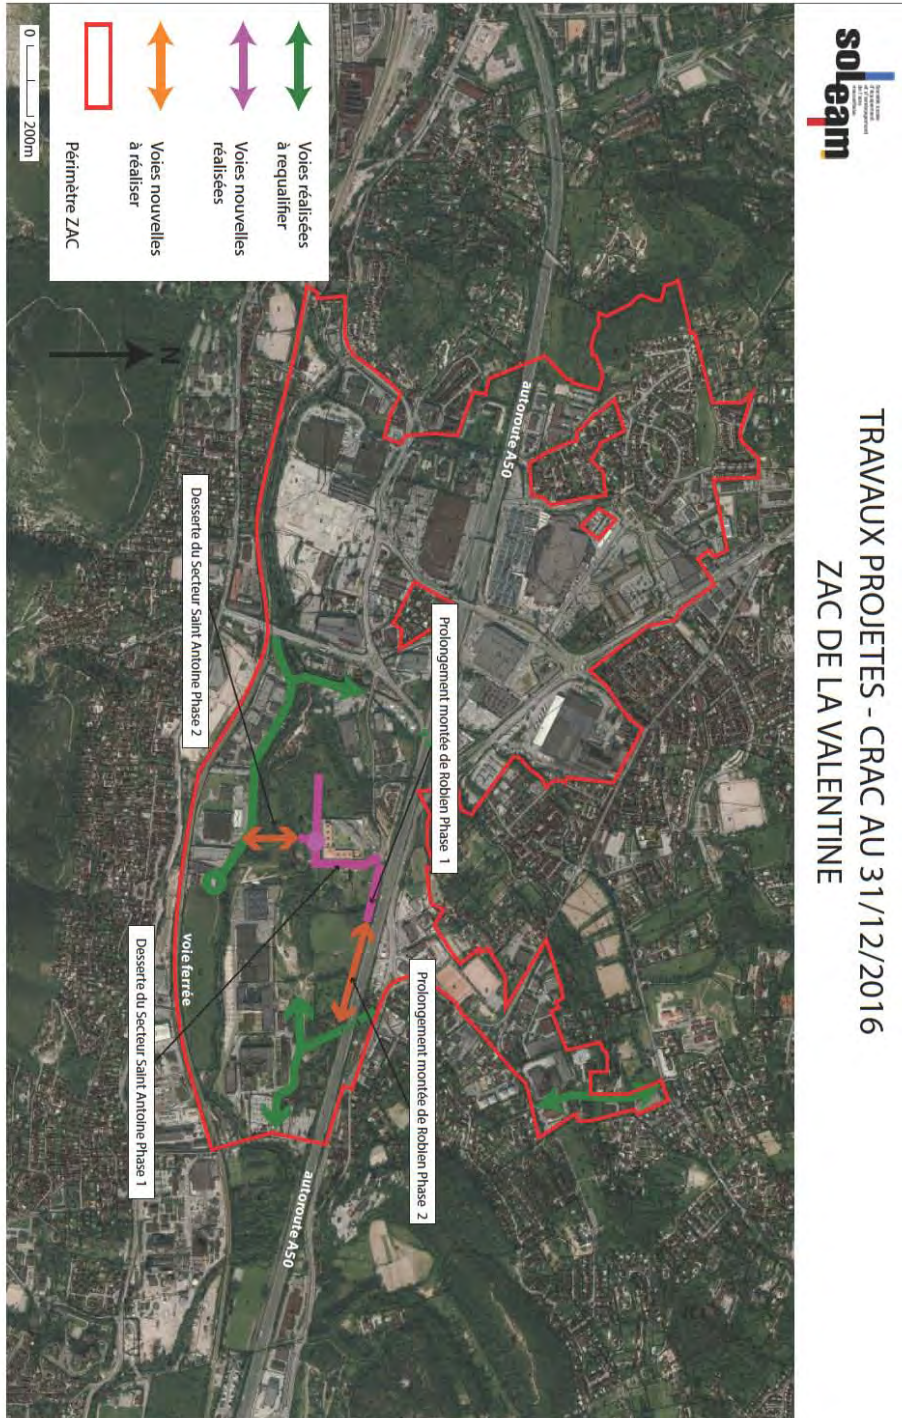 TRAVAUX PROJETES - CRAC AU 31/12/2016
ZAC DE LA VALENTINE
soleam
autoroute A50
Prolongement montée de Robien Phase 1
Prolongement montée de Robien Phase 2
Desserte du Secteur Saint Antoine Phase 2
Desserte du Secteur Saint Antoine Phase 1
voie ferrée
autoroute A50
N
Voies réalisées
à requalifier
Voies nouvelles
réalisées
Voies nouvelles
à réaliser
Périmètre ZAC
0 200m